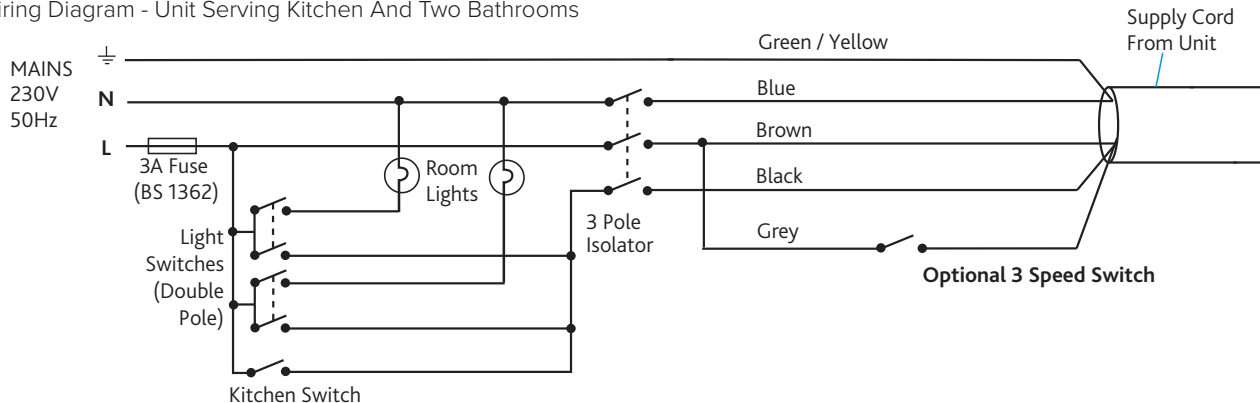 iring Diagram - Unit Serving Kitchen And Two Bathrooms
Supply Cord
From Unit
Green / Yellow
MAINS
230V
50Hz
N
Blue
L
Brown
3A Fuse
(BS 1362)
Room
Lights
Black
3 Pole
Isolator
Light
Switches
(Double
Pole)
Grey
Optional 3 Speed Switch
Kitchen Switch